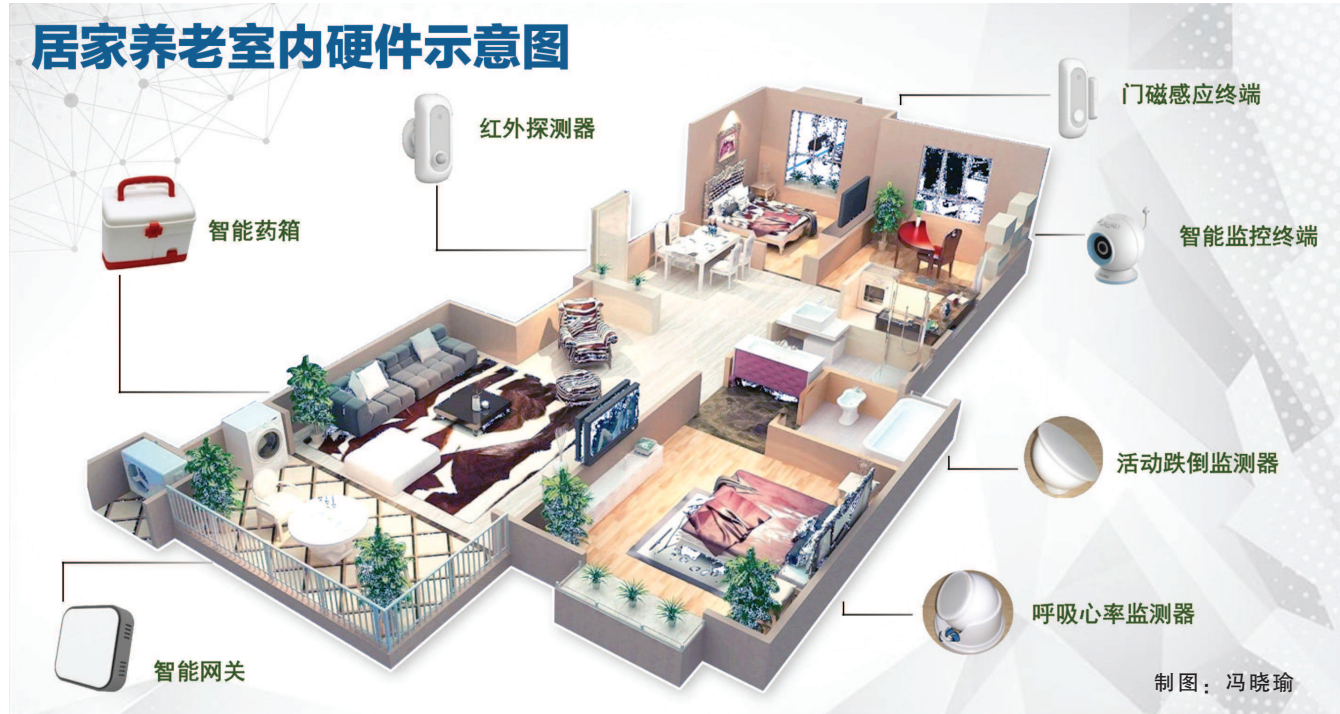 居家养老室内硬件示意图
门磁感应终端
红外探测器
智能药箱
智能监控终端
活动跌倒监测器
呼吸心率监测器
智能网关
制图：冯晓瑜